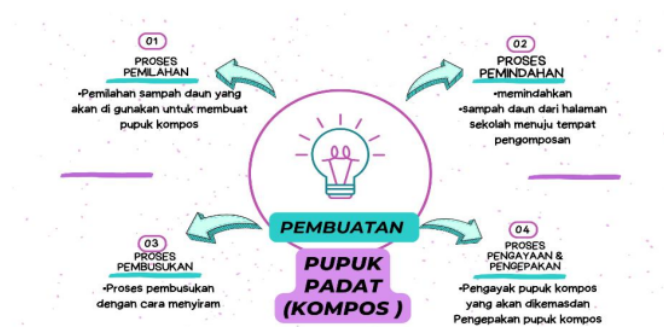 01
PROSES
PEMILAHAN
•Pemilahan sampah daun yang
akan di gunakan untuk membuat
pupuk kompos
02
PROSES
PEMINDAHAN
•memindahkan
•sampah daun dari halaman
sekolah menuju tempat
pengomposan
PEMBUATAN
PUPUK
PADAT
(KOMPOS )
03
PROSES
PEMBUSUKAN
•Proses pembusukan
dengan cara menyiram
04
PROSES
PENGAYAAN &
PENGEPAKAN
•Pengayak pupuk kompos
yang akan dikemasdan
Pengepakan pupuk kompos